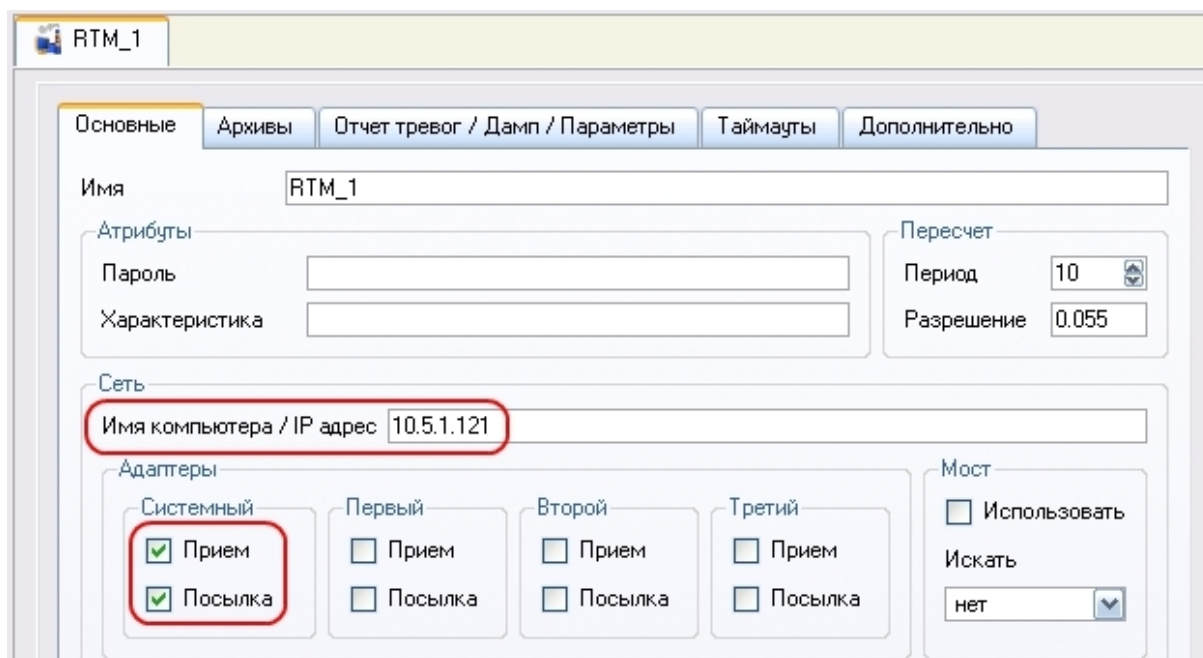 RTM_1
Основные Архивы Отчет тревог / Дамп / Параметры Таймауты Дополнительно
Имя RTM_1
Атрибуты Пересчет
Пароль Период 10
Характеристика Разрешение 0.055
Сеть
Имя компьютера / IP адрес 10.5.1.121
Адаптеры Мост
Системный Первый Второй Третий Использовать
Прием Прием Прием Прием Искать
Посылка Посылка Посылка Посылка нет